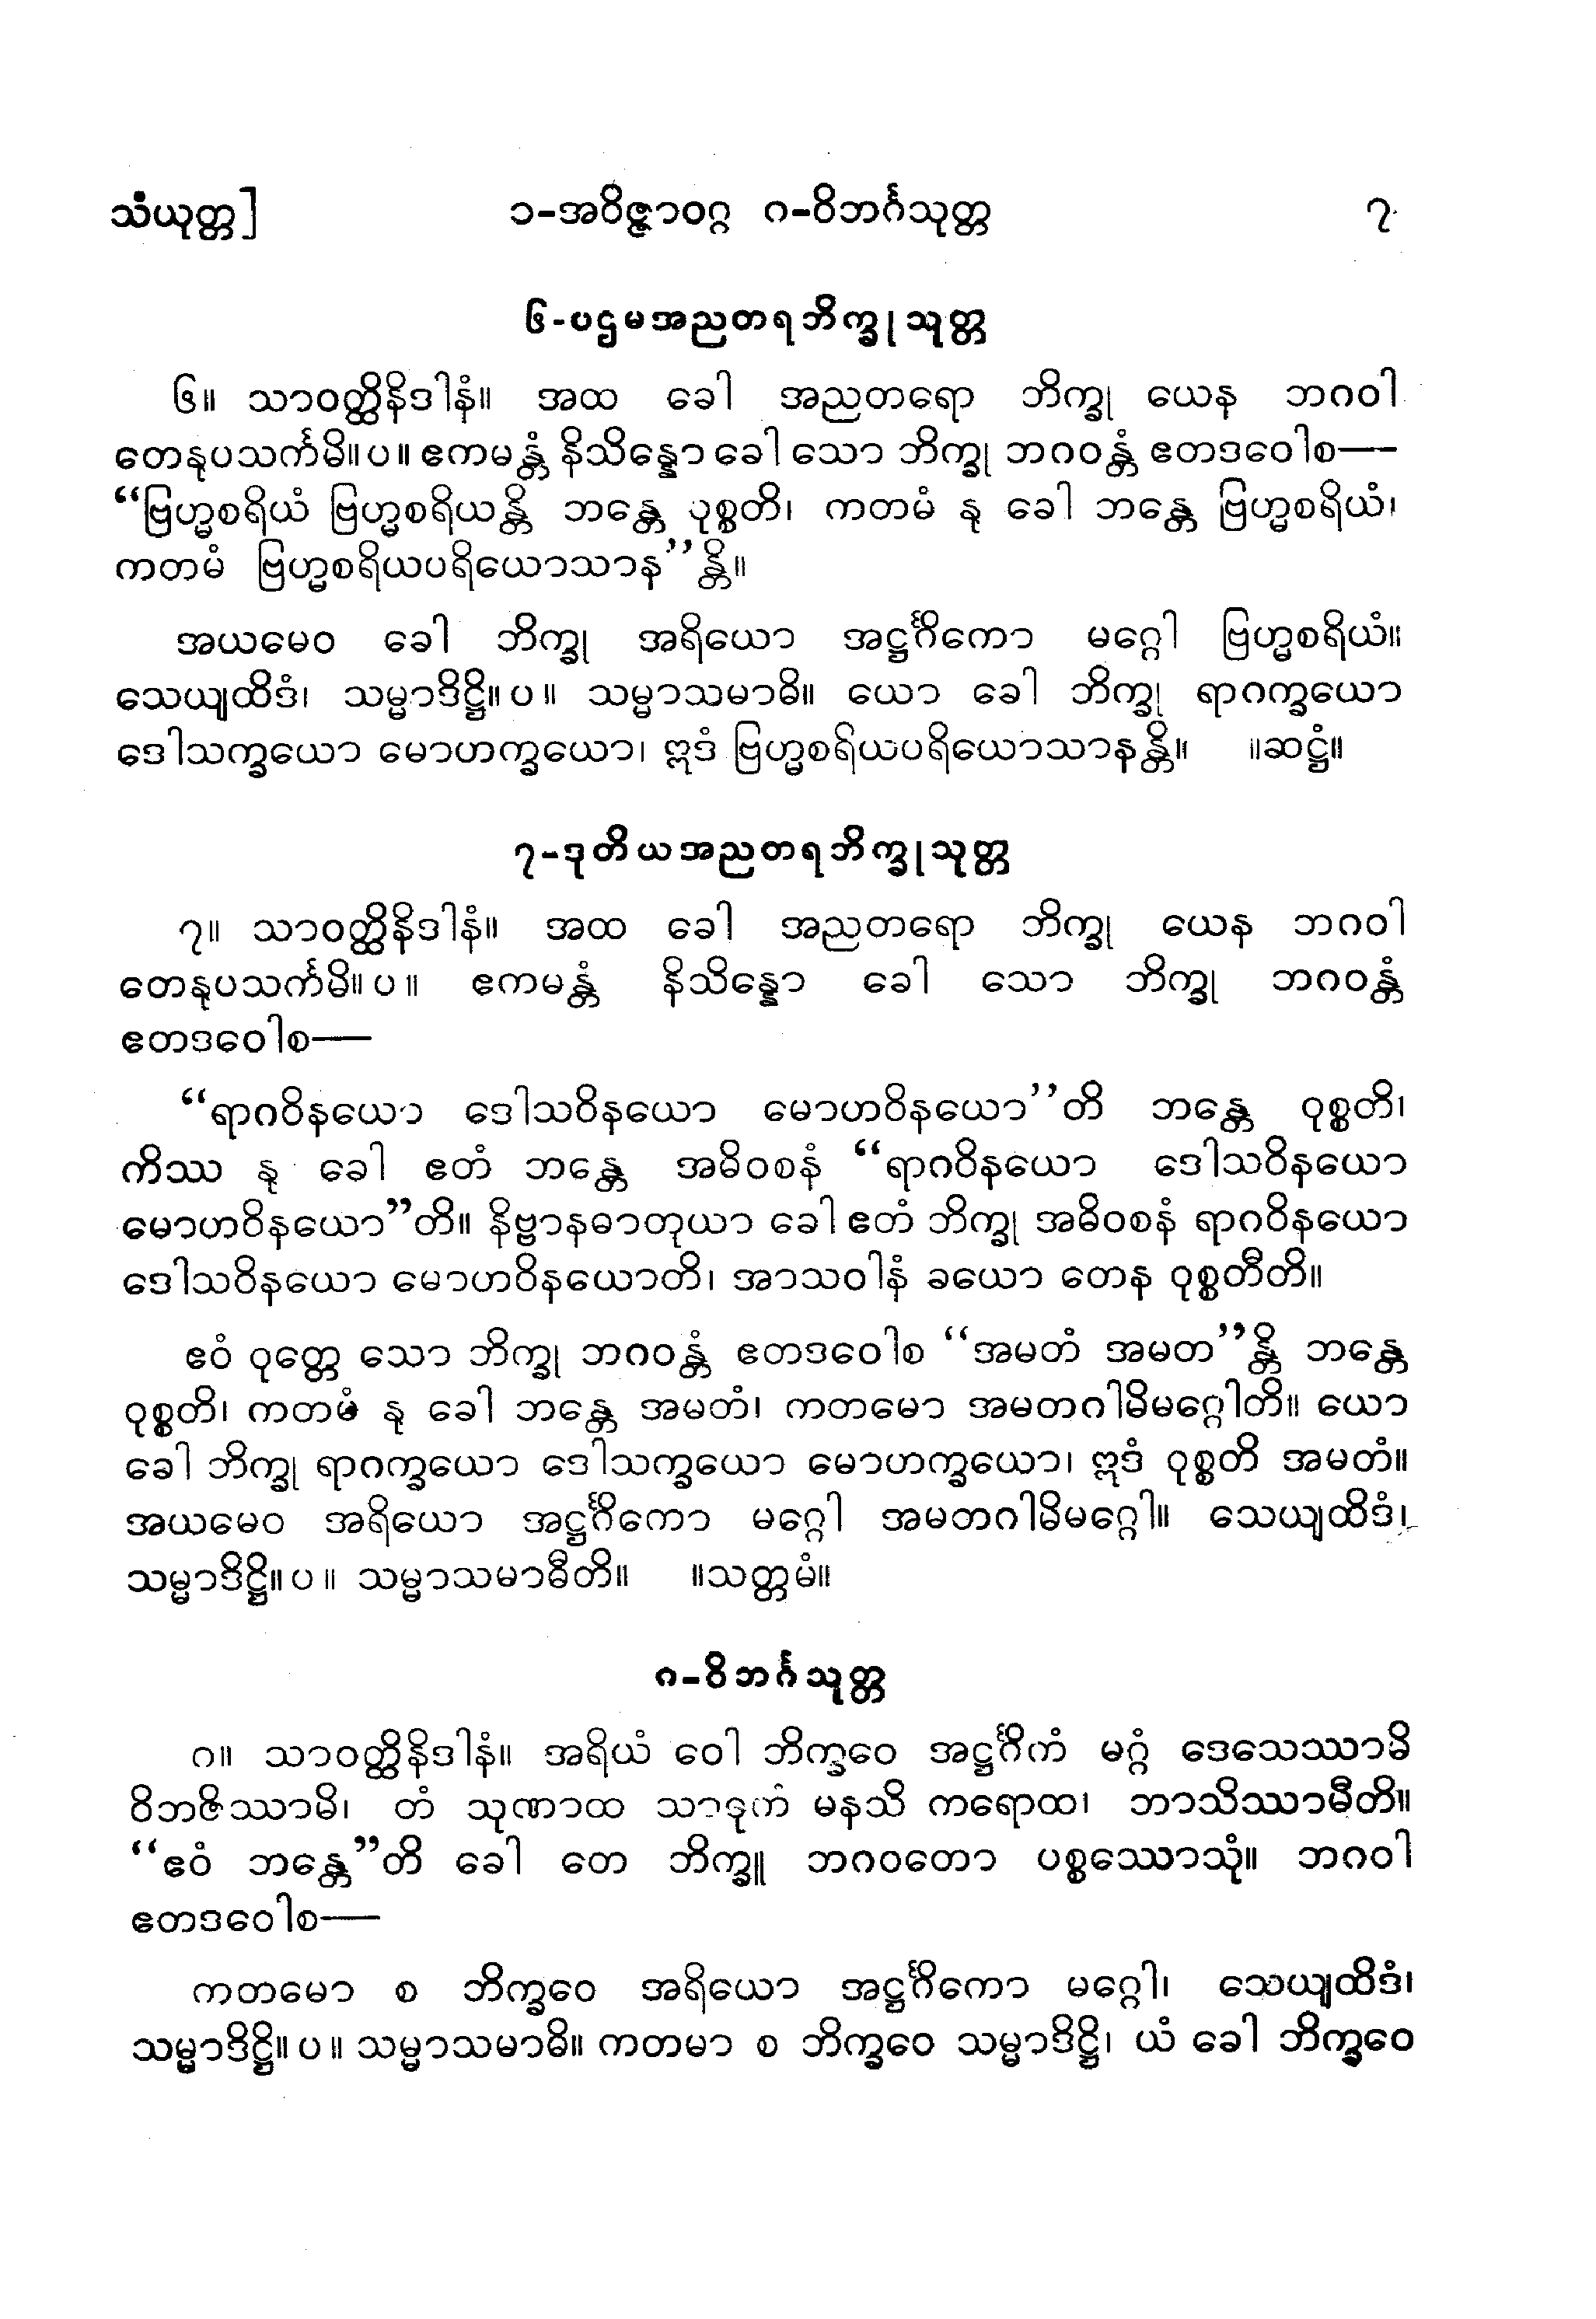 သံယုတ္တ] ၁-အဝိဇ္ဇာဝဂ္ဂ ဂ-ဝိဘင်္ဂသုတ္တ ၇
၆-ပဌမအညတရဘိက္ခုသုတ္တ
၆။ သာဝတ္ထိနိဒါနံ။ အထ ခေါ အညတရော ဘိက္ခု ယေန ဘဂဝါ
တေနုပသင်္ကမိ။ပ။ ဧကမန္တံ နိသိန္နော ခေါ သော ဘိက္ခု ဘဂဝန္တံ ဧတဒဝေါစ—
“ဗြဟ္မစရိယံ ဗြဟ္မစရိယန္တိ ဘန္တေ ပုစ္စတိ၊ ကတမံ နု ခေါ ဘန္တေ ဗြဟ္မစရိယံ၊
ကတမံ ဗြဟ္မစရိယပရိယောသာန”န္တိ။
အယမေဝ ခေါ ဘိက္ခု အရိယော အဋ္ဌင်္ဂိကော မဂ္ဂေါ ဗြဟ္မစရိယံ။
သေယျထိဒံ၊ သမ္မာဒိဋ္ဌိ။ပ။ သမ္မာသမာဓိ။ ယော ခေါ ဘိက္ခု ရာဂက္ခယော
ဒေါသက္ခယော မောဟက္ခယော၊ ဣဒံ ဗြဟ္မစရိယပရိယောသာနန္တိ။ ။ဆဋ္ဌံ။
၇-ဒုတိယအညတရဘိက္ခုသုတ္တ
၇။ သာဝတ္ထိနိဒါနံ။ အထ ခေါ အညတရော ဘိက္ခု ယေန ဘဂဝါ
တေနုပသင်္ကမိ။ပ။ ဧကမန္တံ နိသိန္နော ခေါ သော ဘိက္ခု ဘဂဝန္တံ
ဧတဒဝေါစ—
“ရာဂဝိနယော ဒေါသဝိနယော မောဟဝိနယော”တိ ဘန္တေ ဝုစ္စတိ၊
ကိဿ နု ခေါ ဧတံ ဘန္တေ အဓိဝစနံ “ရာဂဝိနယော ဒေါသဝိနယော
မောဟဝိနယော”တိ။ နိဗ္ဗာနဓာတုယာ ခေါ ဧတံ ဘိက္ခု အဓိဝစနံ ရာဂဝိနယော
ဒေါသဝိနယော မောဟဝိနယောတိ၊ အာသဝါနံ ခယော တေန ဝုစ္စတီတိ။
ဧဝံ ဝုတ္တေ သော ဘိက္ခု ဘဂဝန္တံ ဧတဒဝေါစ “အမတံ အမတ”န္တိ ဘန္တေ
ဝုစ္စတိ၊ ကတမံ နု ခေါ ဘန္တေ အမတံ၊ ကတမော အမတဂါမိမဂ္ဂေါတိ။ ယော
ခေါ ဘိက္ခု ရာဂက္ခယော ဒေါသက္ခယော မောဟက္ခယော၊ ဣဒံ ဝုစ္စတိ အမတံ။
အယမေဝ အရိယော အဋ္ဌင်္ဂိကော မဂ္ဂေါ အမတဂါမိမဂ္ဂေါ။ သေယျထိဒံ၊
သမ္မာဒိဋ္ဌိ။ပ။ သမ္မာသမာဓီတိ။ ။သတ္တမံ။
ဂ-ဝိဘင်္ဂသုတ္တ
ဂ။ သာဝတ္ထိနိဒါနံ။ အရိယံ ဝေါ ဘိက္ခဝေ အဋ္ဌင်္ဂိကံ မဂ္ဂံ ဒေသေဿာမိ
ဝိဘဇိဿာမိ၊ တံ သုဏာထ သာဓုကံ မနသိ ကရောထ၊ ဘာသိဿာမီတိ။
“ဧဝံ ဘန္တေ”တိ ခေါ တေ ဘိက္ခူ ဘဂဝတော ပစ္စဿောသုံ။ ဘဂဝါ
ဧတဒဝေါစ—
ကတမော စ ဘိက္ခဝေ အရိယော အဋ္ဌင်္ဂိကော မဂ္ဂေါ၊ သေယျထိဒံ၊
သမ္မာဒိဋ္ဌိ။ပ။ သမ္မာသမာဓိ။ ကတမာ စ ဘိက္ခဝေ သမ္မာဒိဋ္ဌိ၊ ယံ ခေါ ဘိက္ခဝေ